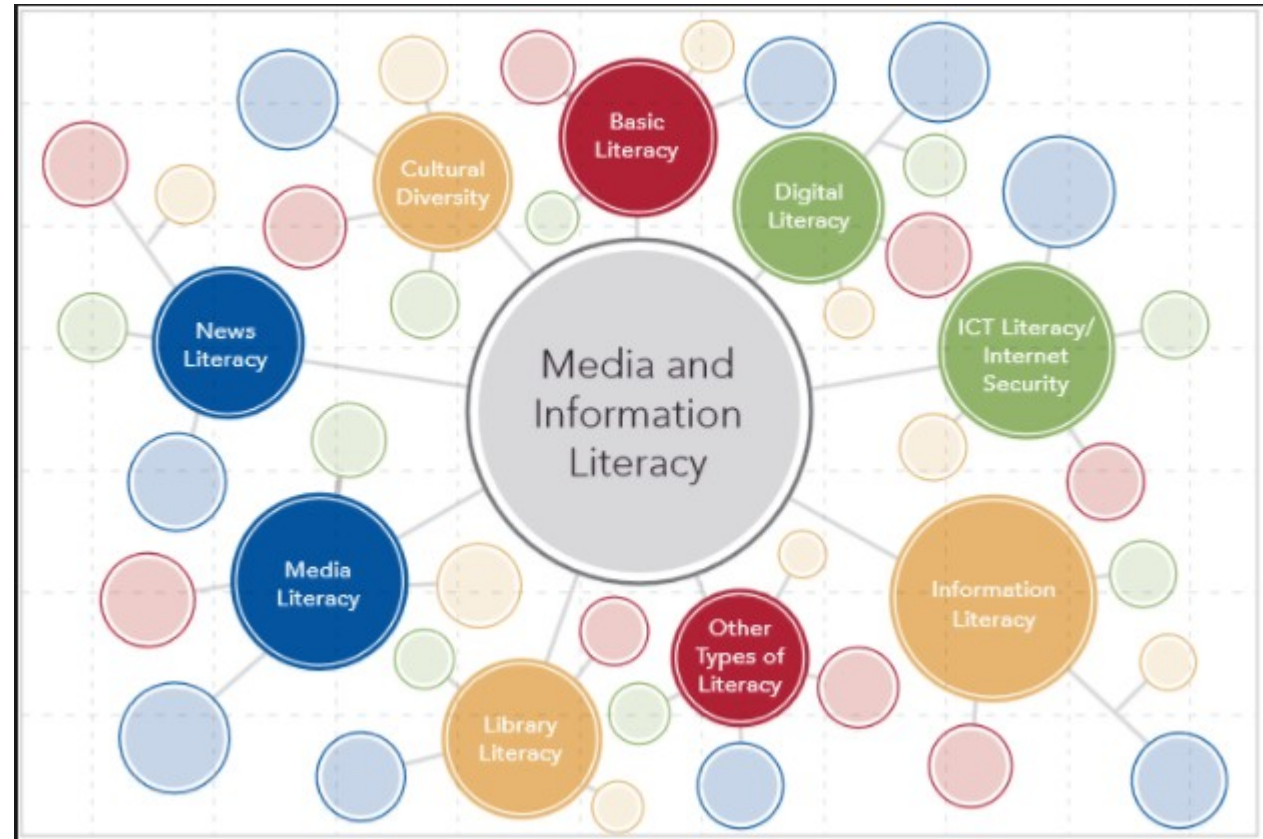 Basic
Literacy
Cultural
Diversity
Digital
Literacy
News
Literacy
ICT Literacy/
Internet
Security
Media and
Information
Literacy
Media
Literacy
Information
Literacy
Other
Types of
Literacy
Library
Literacy